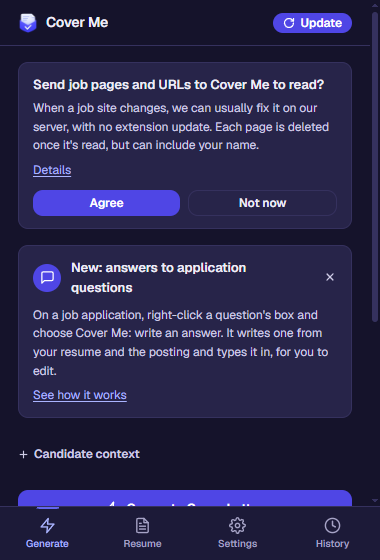 Cover Me
Update
Send job pages and URLs to Cover Me to read?
When a job site changes, we can usually fix it on our
server, with no extension update. Each page is deleted
once it's read, but can include your name.
Details
Agree
Not now
New: answers to application
questions
On a job application, right-click a question's box and
choose Cover Me: write an answer. It writes one from
your resume and the posting and types it in, for you to
edit.
See how it works
+ Candidate context
Generate
Resume
Settings
History